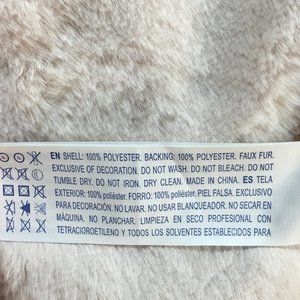 EN SHELL: 100% POLYESTER. BACKING: 100% POLYESTER. FAUX FUR.
EXCLUSIVE OF DECORATION. DO NOT WASH. DO NOT BLEACH. DO NOT
TUMBLE DRY. DO NOT IRON. DRY CLEAN. MADE IN CHINA. ES TELA
EXTERIOR: 100% poliéster. FORRO: 100% poliéster. PIEL FALSA. EXCLUSIVO
PARA DECORACIÓN. NO LAVAR. NO USAR BLANQUEADOR. NO SECAR EN
MÁQUINA. NO PLANCHAR. LIMPIEZA EN SECO PROFESIONAL CON
TETRACLOROETILENO Y TODOS LOS SOLVENTES ESTABLECIDOS PARA